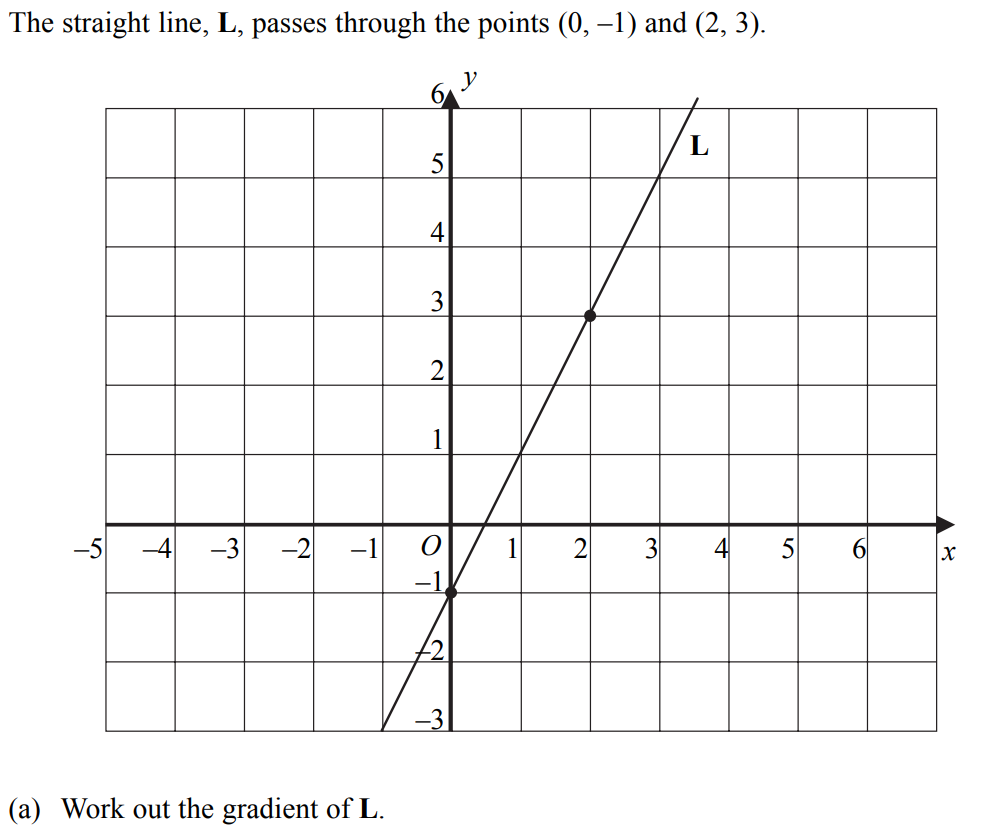 The straight line, L, passes through the points (0, –1) and (2, 3).
6 y
L
5
4
3
2
1
–5 –4 –3 –2 –1 O 1 2 3 4 5 6 x
–1
–2
–3
(a) Work out the gradient of L.